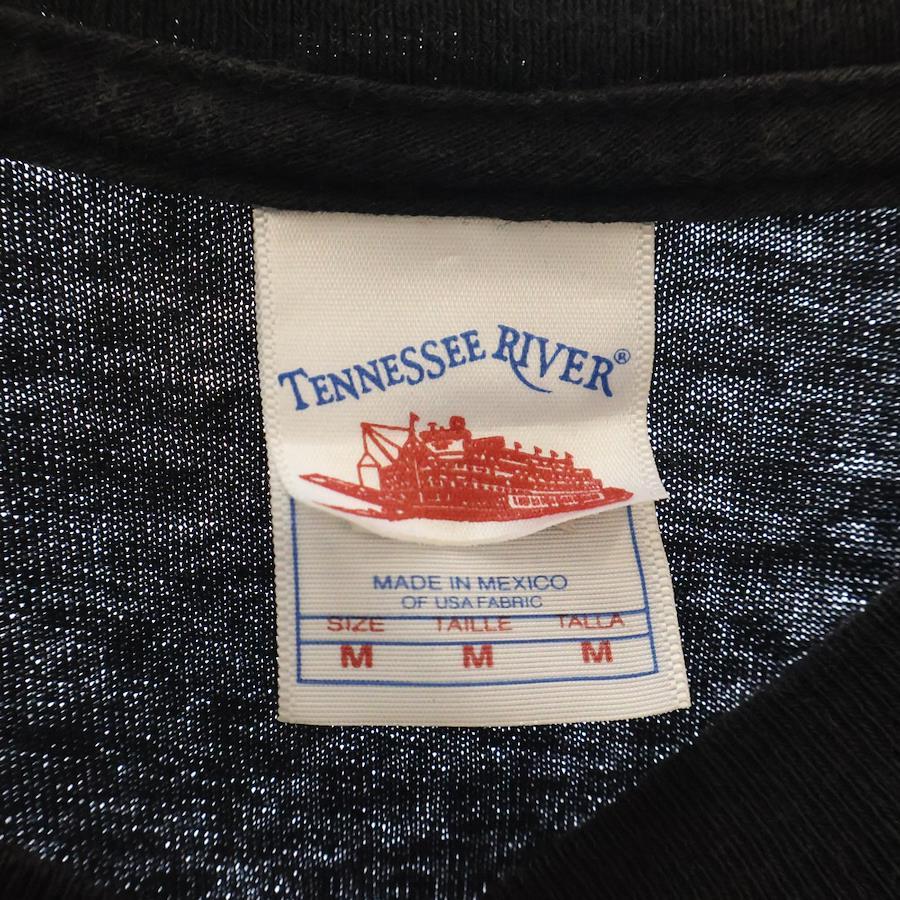 TENNESSEE RIVER®
MADE IN MEXICO
OF USA FABRIC
SIZE TAILLE TALLA
M M M